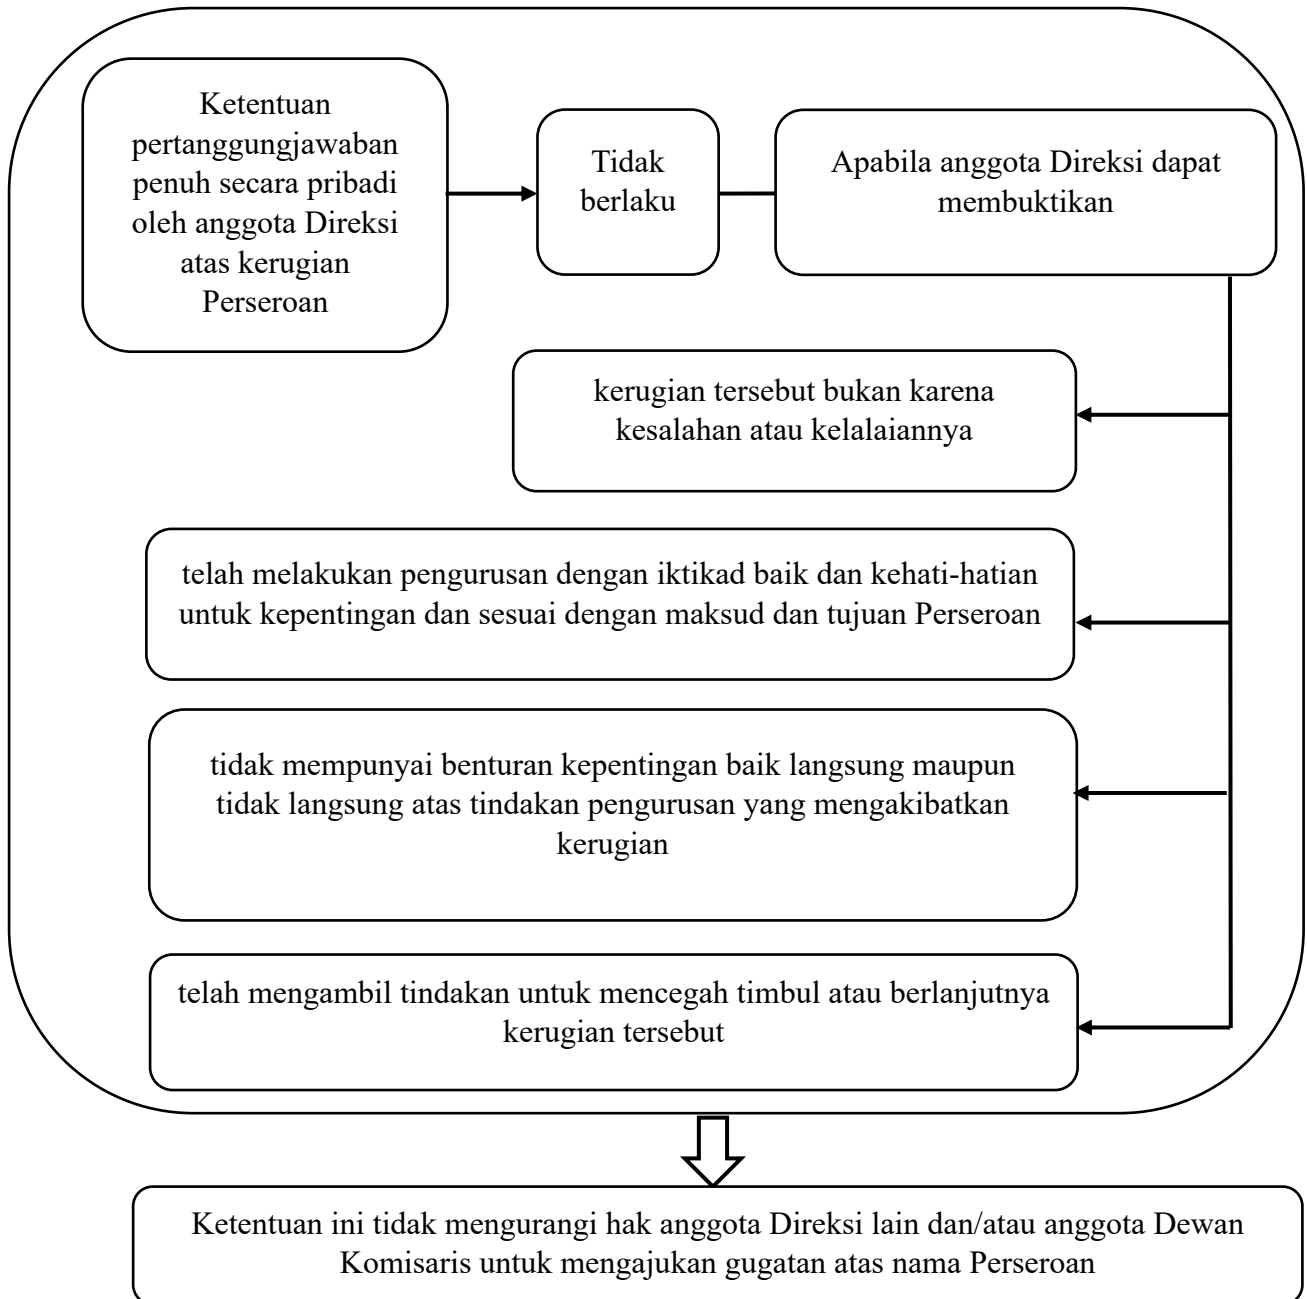 Ketentuan
pertanggungjawaban
penuh secara pribadi
oleh anggota Direksi
atas kerugian
Perseroan
Tidak
berlaku
Apabila anggota Direksi dapat
membuktikan
kerugian tersebut bukan karena
kesalahan atau kelalaiannya
telah melakukan pengurusan dengan iktikad baik dan kehati-hatian
untuk kepentingan dan sesuai dengan maksud dan tujuan Perseroan
tidak mempunyai benturan kepentingan baik langsung maupun
tidak langsung atas tindakan pengurusan yang mengakibatkan
kerugian
telah mengambil tindakan untuk mencegah timbul atau berlanjutnya
kerugian tersebut
Ketentuan ini tidak mengurangi hak anggota Direksi lain dan/atau anggota Dewan
Komisaris untuk mengajukan gugatan atas nama Perseroan